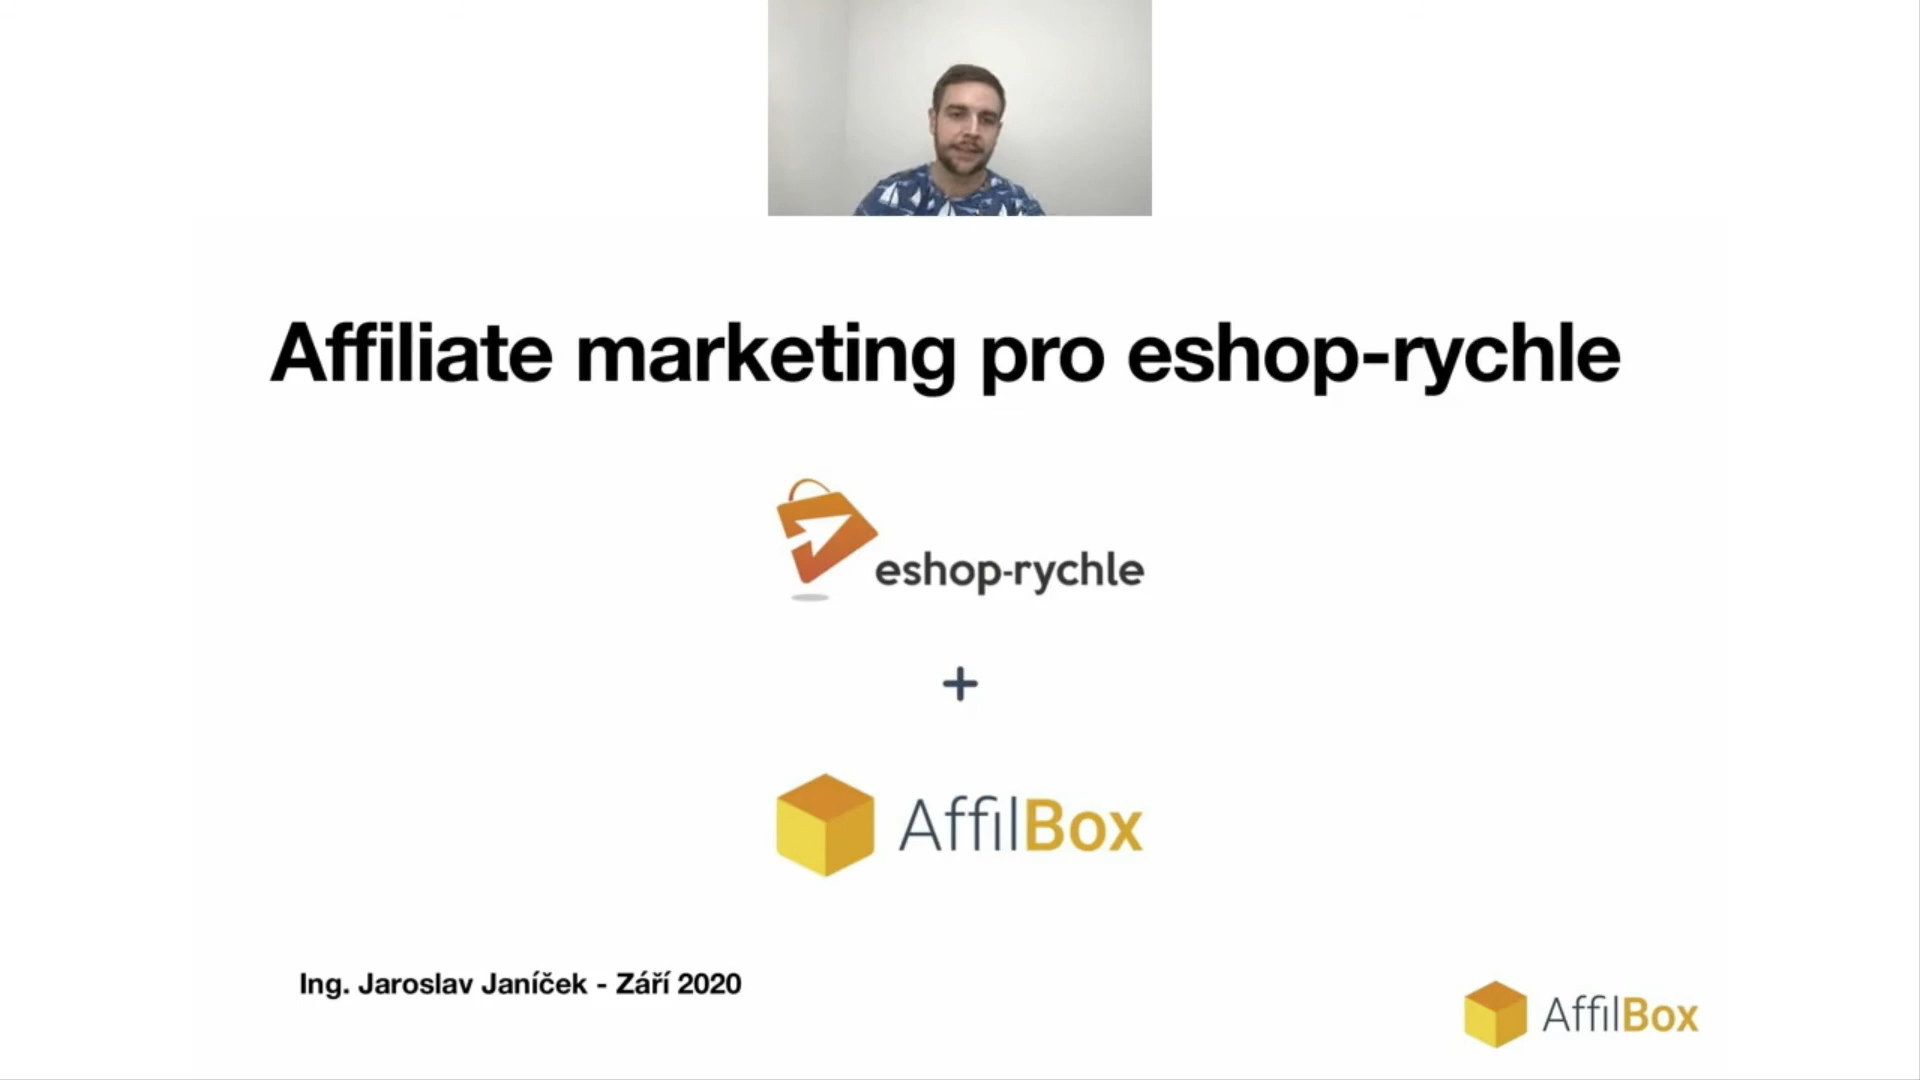 Affiliate marketing pro eshop-rychle
eshop-rychle
+
AffilBox
Ing. Jaroslav Janíček - Září 2020
AffilBox